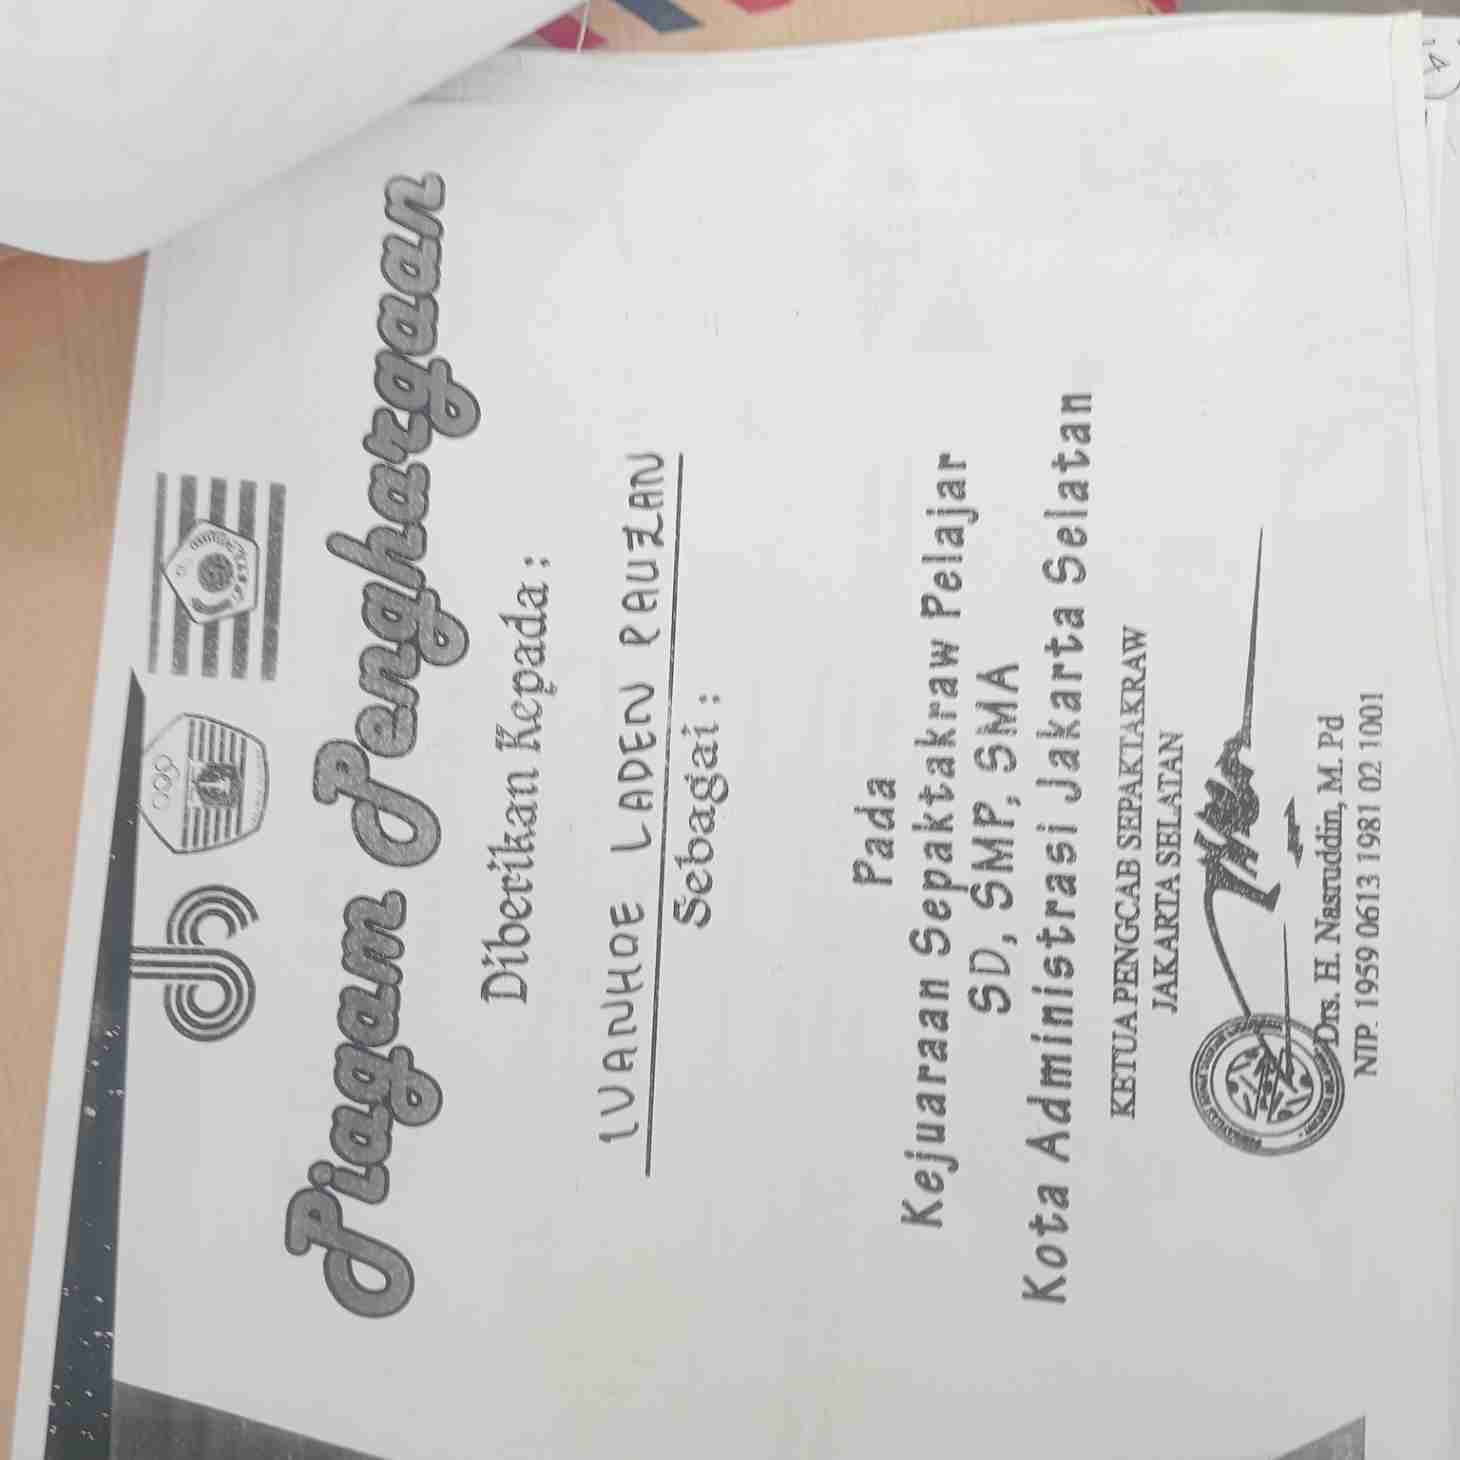 Piagam Penghargaan
Diberikan Kepada :
IVANHOE LADEN PAUZAN
Sebagai :
Pada
Kejuaraan Sepaktakraw Pelajar
SD, SMP, SMA
Kota Administrasi Jakarta Selatan
KETUA PENGCAB SEPAKTAKRAW
JAKARTA SELATAN
Drs. H. Nasruddin, M. Pd
NIP. 1959 0613 1981 02 1001